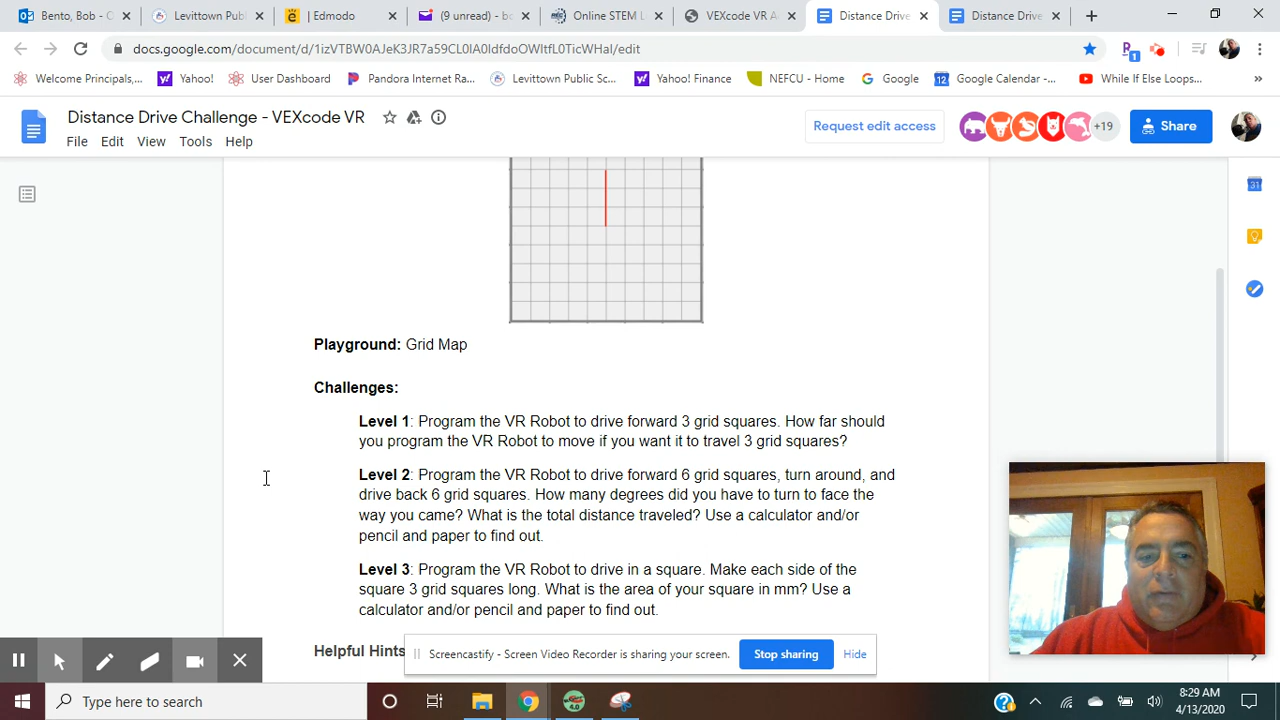 Bento, Bob - C
Levittown Publ
Edmodo
(9 unread) - bo
Online STEM L
VEXcode VR A
Distance Drive
Distance Drive
docs.google.com/document/d/1izVTBW0AJeK3JR7a59CL0IA0ldfdoOWltfL0TicWHaI/edit
1
Welcome Principals,...
Yahoo!
User Dashboard
Pandora Internet Ra...
Levittown Public Sc...
Yahoo! Finance
NEFCU - Home
Google
Google Calendar -...
While If Else Loops...
Distance Drive Challenge - VEXcode VR
Request edit access
+19
Share
File Edit View Tools Help
31
Playground: Grid Map
Challenges:
Level 1: Program the VR Robot to drive forward 3 grid squares. How far should
you program the VR Robot to move if you want it to travel 3 grid squares?
Level 2: Program the VR Robot to drive forward 6 grid squares, turn around, and
drive back 6 grid squares. How many degrees did you have to turn to face the
way you came? What is the total distance traveled? Use a calculator and/or
pencil and paper to find out.
Level 3: Program the VR Robot to drive in a square. Make each side of the
square 3 grid squares long. What is the area of your square in mm? Use a
calculator and/or pencil and paper to find out.
Helpful Hints
Screencastify - Screen Video Recorder is sharing your screen.
Stop sharing
Hide
Type here to search
4.0
8:29 AM
4/13/2020